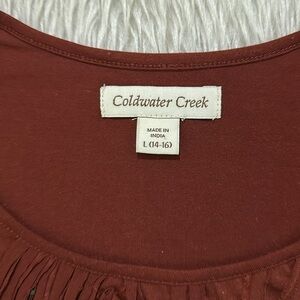 Coldwater Creek
MADE IN
INDIA
L (14-16)